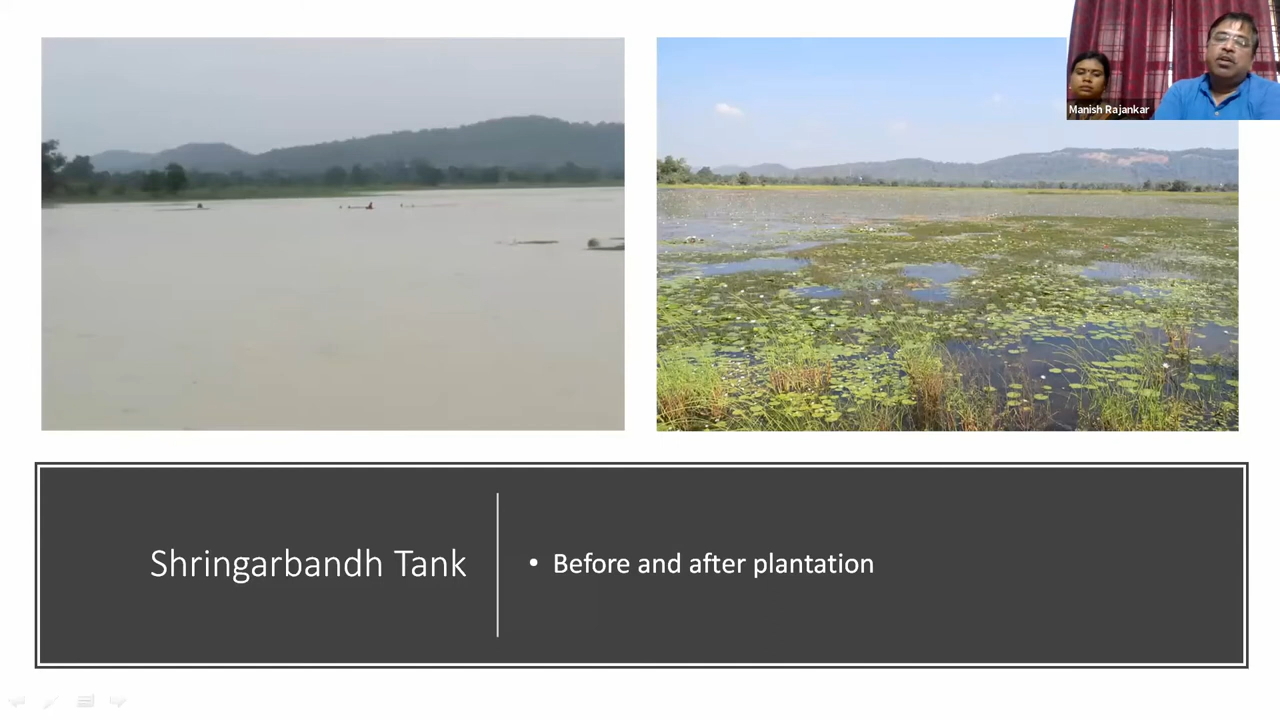 Manish Rajankar
Shringarbandh Tank
• Before and after plantation